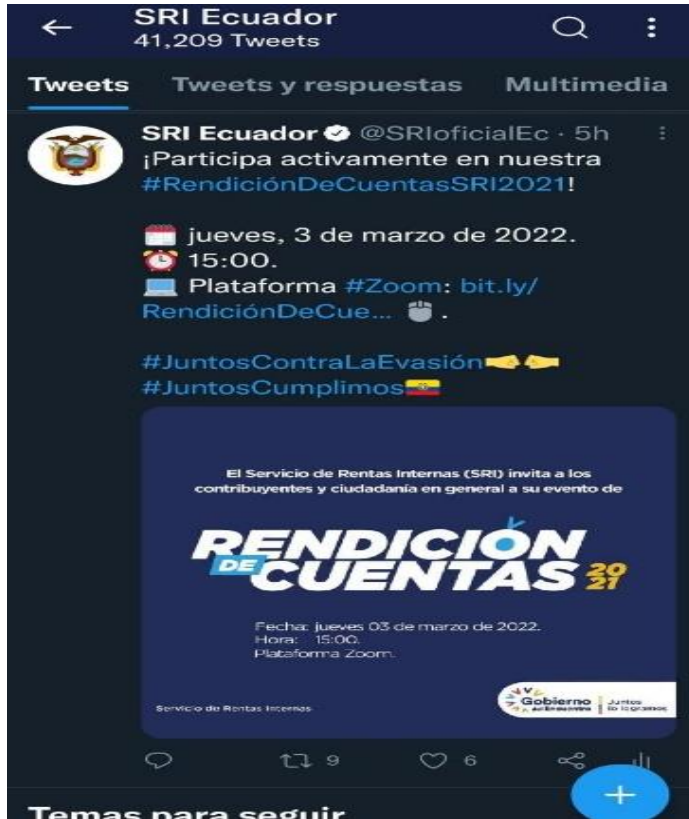 SRI Ecuador
41,209 Tweets
Tweets Tweets y respuestas Multimedia
SRI Ecuador @SRIoficialEc · 5h
¡Participa activamente en nuestra
#RendiciónDeCuentasSRI2021!
jueves, 3 de marzo de 2022.
15:00.
Plataforma #Zoom: bit.ly/
RendiciónDeCue... .
#JuntosContraLaEvasión
#JuntosCumplimos
El Servicio de Rentas Internas (SRI) invita a los
contribuyentes y ciudadanía en general a su evento de
RENDICIÓN
DE CUENTAS 2021
Fecha: jueves 03 de marzo de 2022.
Hora: 15:00.
Plataforma Zoom.
Servicio de Rentas Internas
Gobierno Juntos
del Encuentro lo logramos
9 6
Temas para seguir